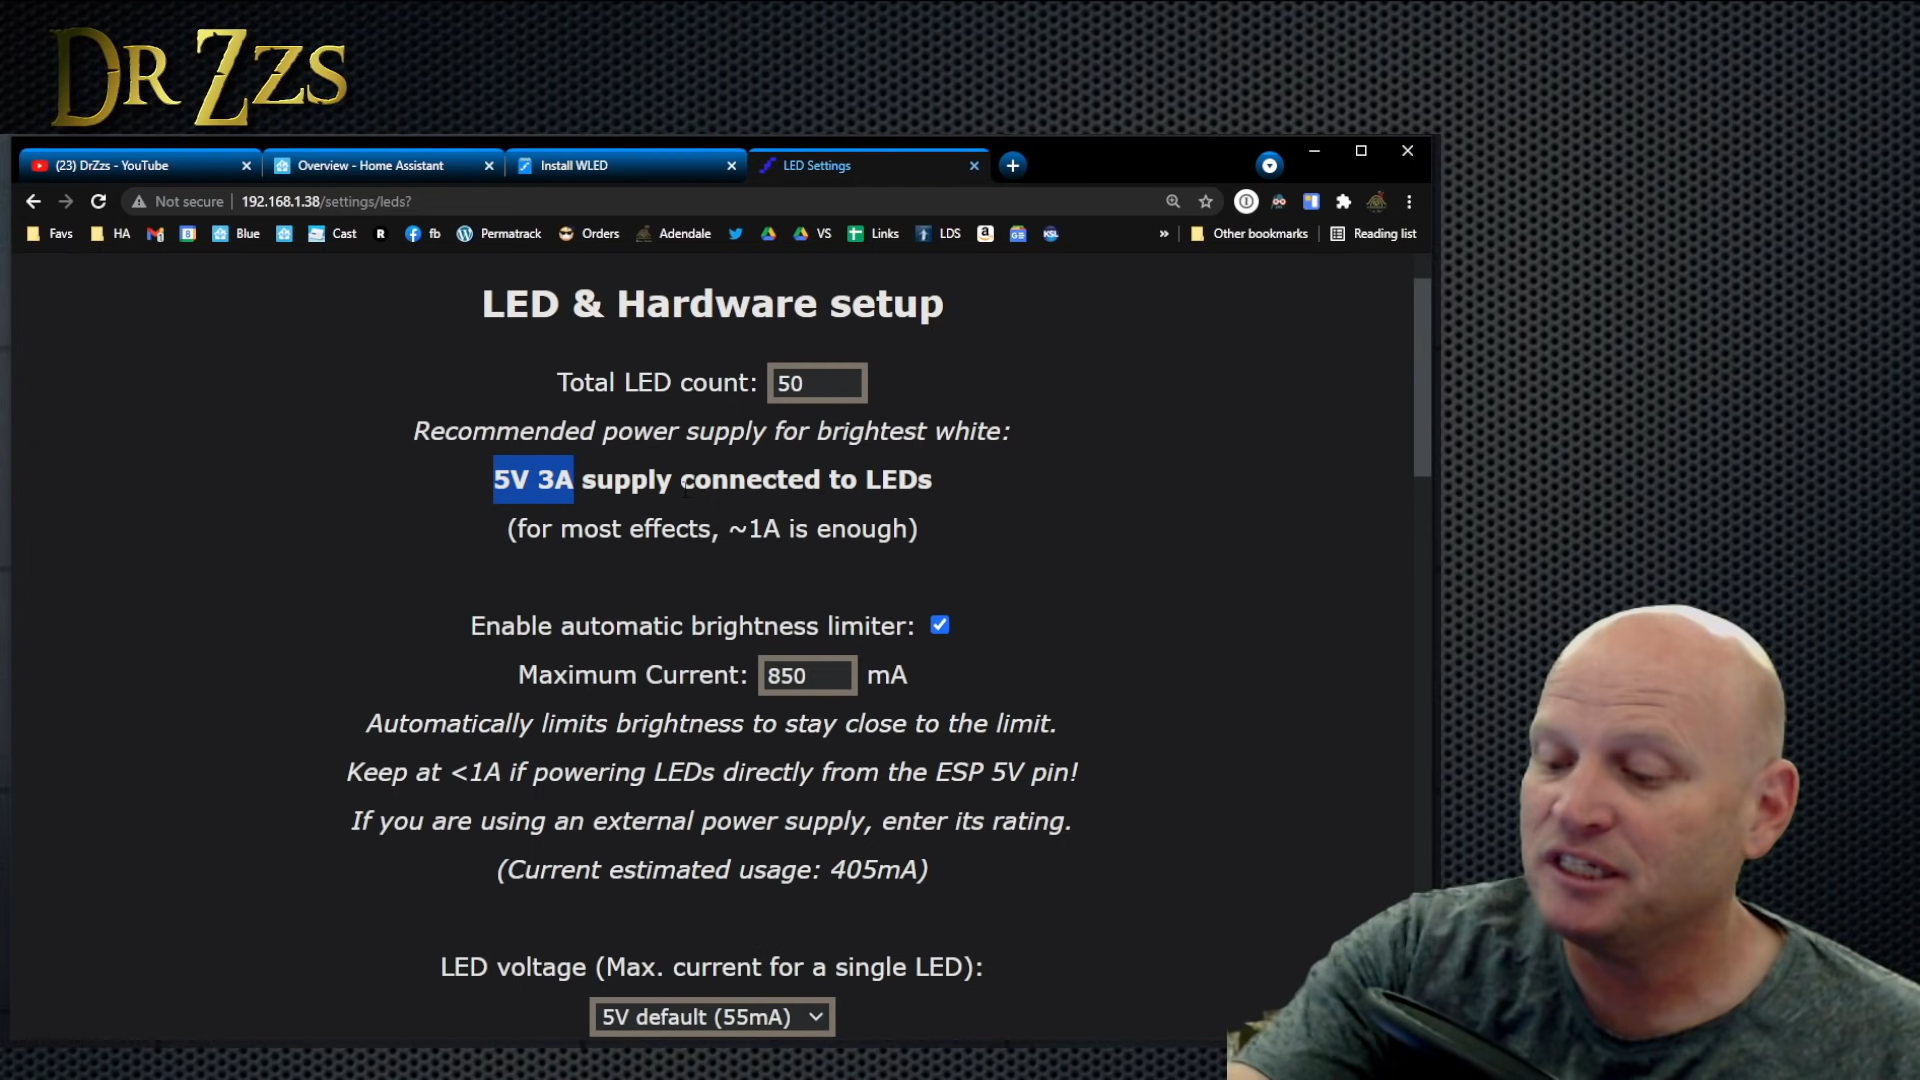 DR ZZS
(23) DrZzs - YouTube
Overview - Home Assistant
Install WLED
LED Settings
Not secure
192.168.1.38/settings/leds?
Favs
HA
8
Blue
Cast
R
fb
Permatrack
Orders
Adendale
VS
Links
LDS
KSL
»
Other bookmarks
Reading list
LED & Hardware setup
Total LED count: 50
Recommended power supply for brightest white:
5V 3A supply connected to LEDs
(for most effects, ~1A is enough)
Enable automatic brightness limiter:
Maximum Current: 850 mA
Automatically limits brightness to stay close to the limit.
Keep at <1A if powering LEDs directly from the ESP 5V pin!
If you are using an external power supply, enter its rating.
(Current estimated usage: 405mA)
LED voltage (Max. current for a single LED):
5V default (55mA)